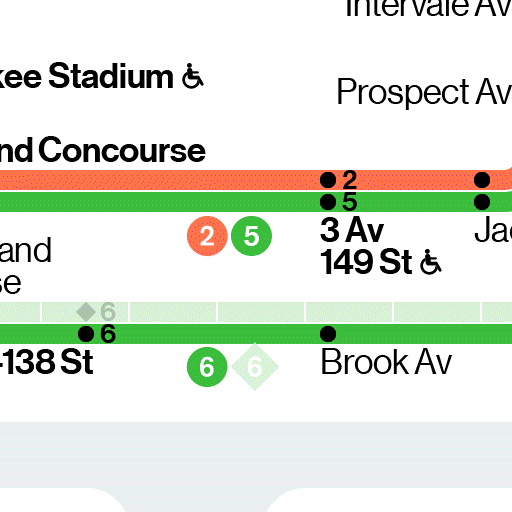 Intervale Av
kee Stadium
Prospect Av
nd Concourse
2
5
2 5
3 Av
149 St
Ja
and
se
6
6
-138 St
6 6
Brook Av